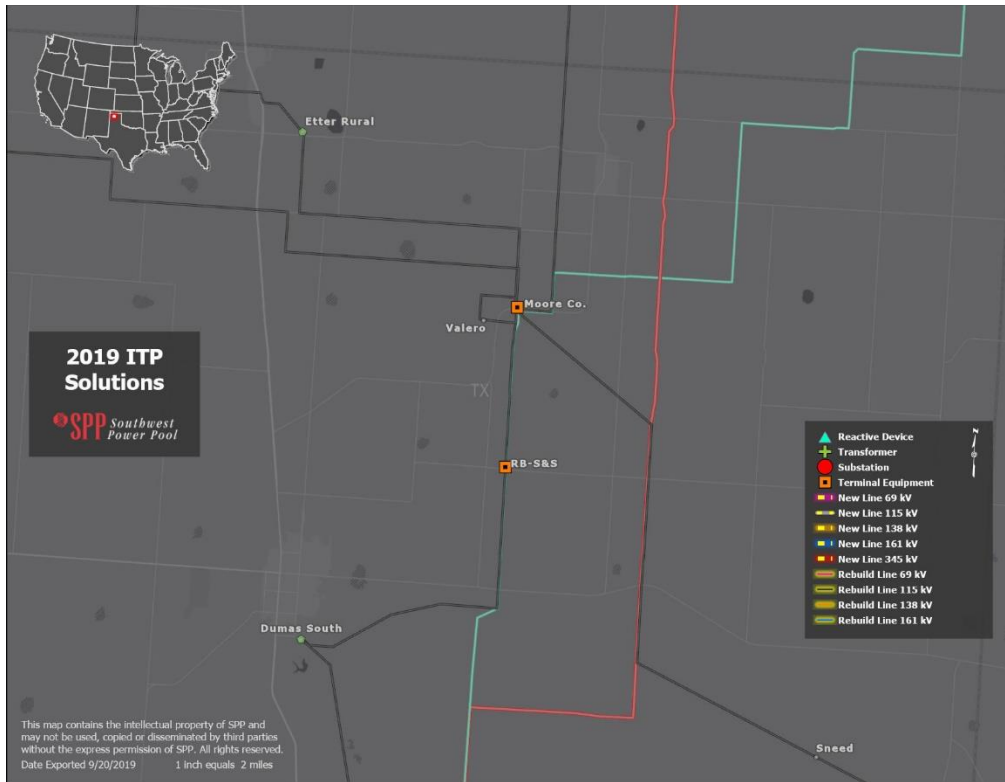 Etter Rural
Moore Co.
Valero
2019 ITP
Solutions
SPP Southwest
Power Pool
TX
RB-S&S
Reactive Device
Transformer
Substation
Terminal Equipment
New Line 69 kV
New Line 115 kV
New Line 138 kV
New Line 161 kV
New Line 345 kV
Rebuild Line 69 kV
Rebuild Line 115 kV
Rebuild Line 138 kV
Rebuild Line 161 kV
N
Dumas South
Sneed
This map contains the intellectual property of SPP and
may not be used, copied or disseminated by third parties
without the express permission of SPP. All rights reserved.
Date Exported 9/20/2019 1 inch equals 2 miles